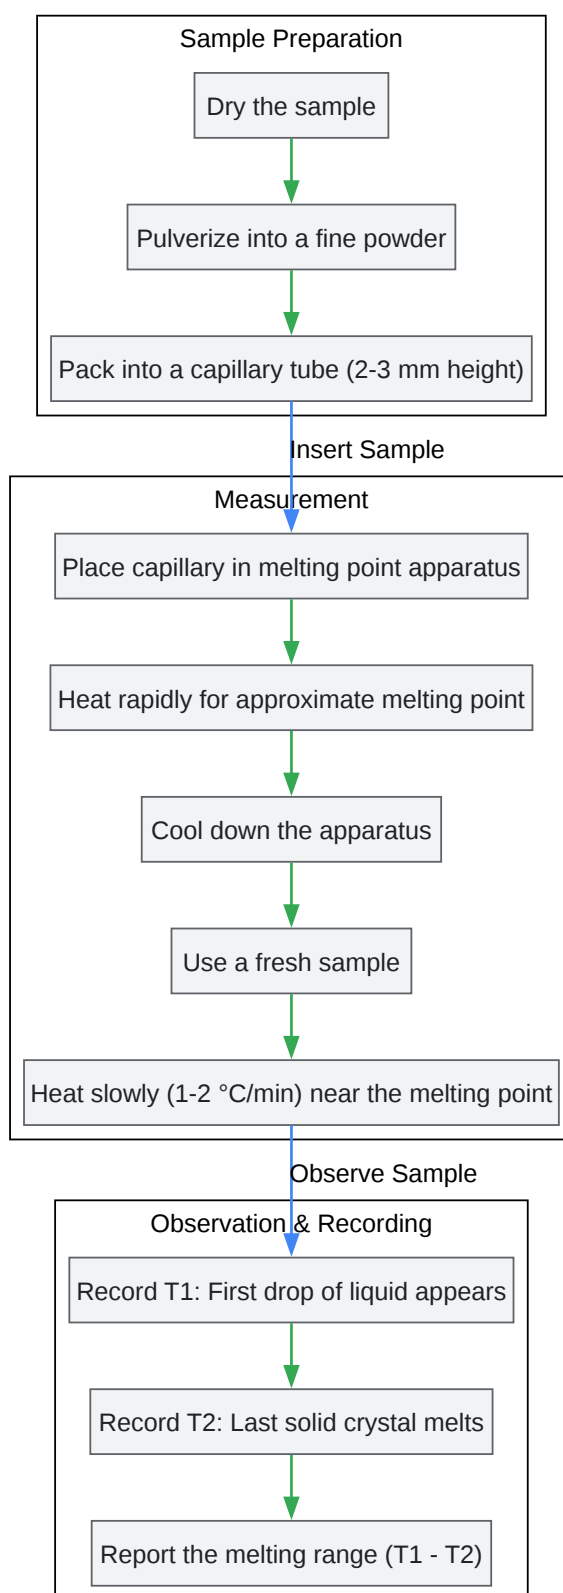 Sample Preparation
Dry the sample
Pulverize into a fine powder
Pack into a capillary tube (2-3 mm height)
Insert Sample
Measurement
Place capillary in melting point apparatus
Heat rapidly for approximate melting point
Cool down the apparatus
Use a fresh sample
Heat slowly (1-2 °C/min) near the melting point
Observe Sample
Observation & Recording
Record T1: First drop of liquid appears
Record T2: Last solid crystal melts
Report the melting range (T1 - T2)